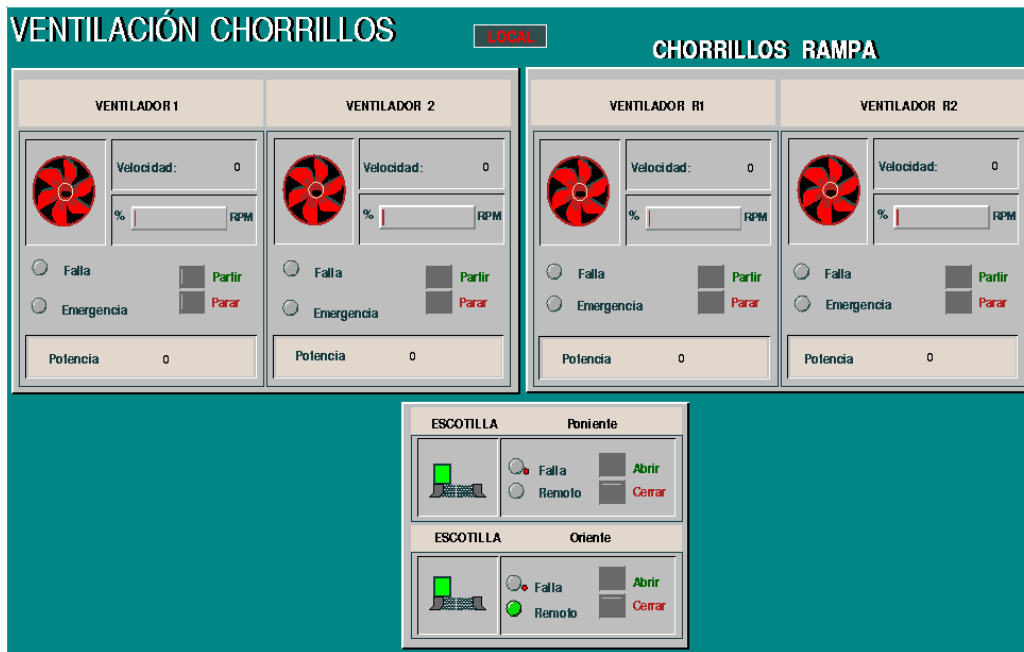 VENTILACIÓN CHORRILLOS
LOCAL
CHORRILLOS RAMPA
VENTILADOR 1
VENTILADOR 2
VENTILADOR R1
VENTILADOR R2
Velocidad: 0
Velocidad: 0
Velocidad: 0
Velocidad: 0
% RPM
% RPM
% RPM
% RPM
Falla Partir
Falla Partir
Falla Partir
Falla Partir
Emergencia Parar
Emergencia Parar
Emergencia Parar
Emergencia Parar
Potencia 0
Potencia 0
Potencia 0
Potencia 0
ESCOTILLA Poniente
Falla Abrir
Remoto Cerrar
ESCOTILLA Oriente
Falla Abrir
Remoto Cerrar